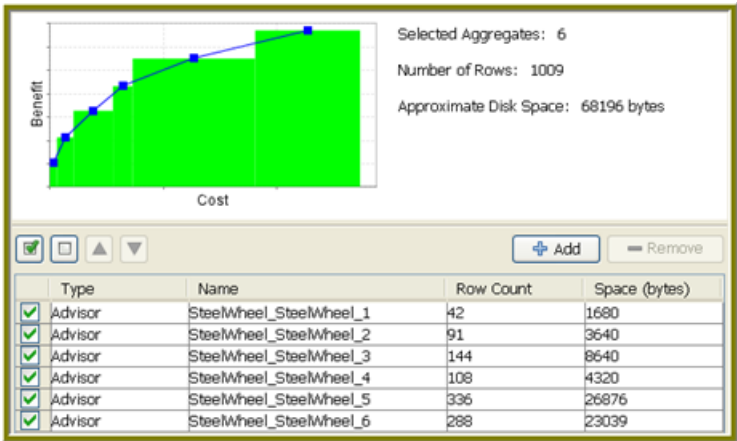 Selected Aggregates: 6
Number of Rows: 1009
Approximate Disk Space: 68196 bytes
Benefit
Cost
Add
Remove
Type Name Row Count Space (bytes)
Advisor SteelWheel_SteelWheel_1 42 1680
Advisor SteelWheel_SteelWheel_2 91 3640
Advisor SteelWheel_SteelWheel_3 144 8640
Advisor SteelWheel_SteelWheel_4 108 4320
Advisor SteelWheel_SteelWheel_5 336 26876
Advisor SteelWheel_SteelWheel_6 288 23039